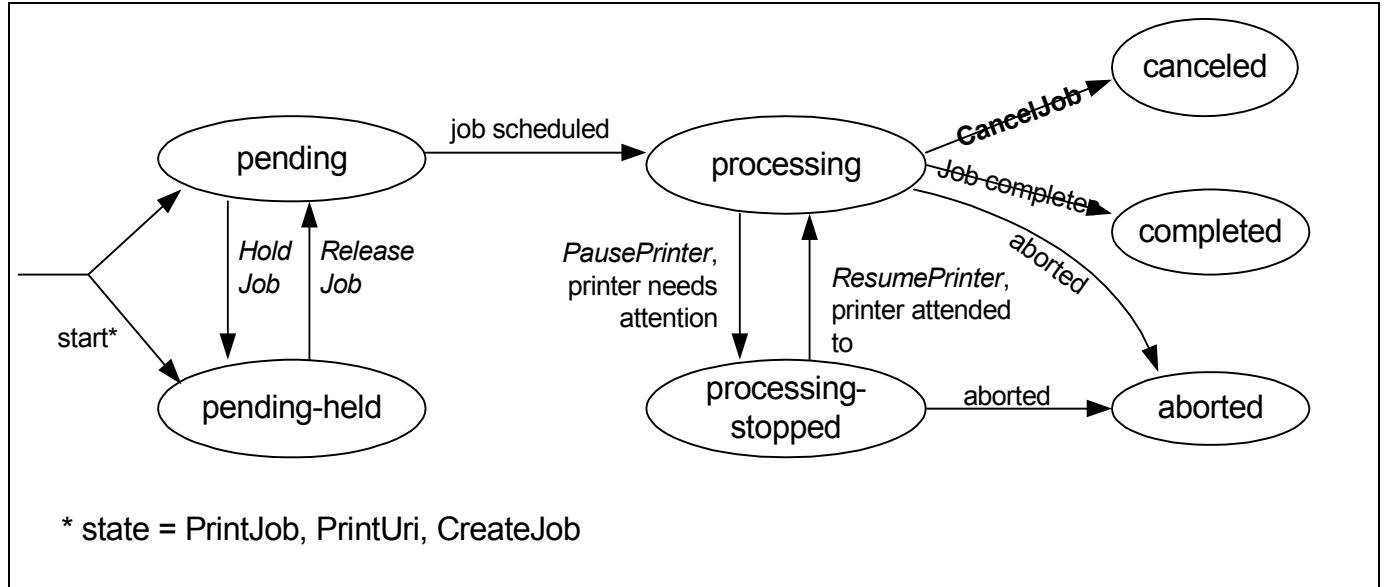 canceled
CancelJob
job scheduled
pending
processing
Job completed
completed
Hold
Job
Release
Job
PausePrinter,
printer needs
attention
ResumePrinter,
printer attended
to
aborted
start*
pending-held
processing-
stopped
aborted
aborted
* state = PrintJob, PrintUri, CreateJob